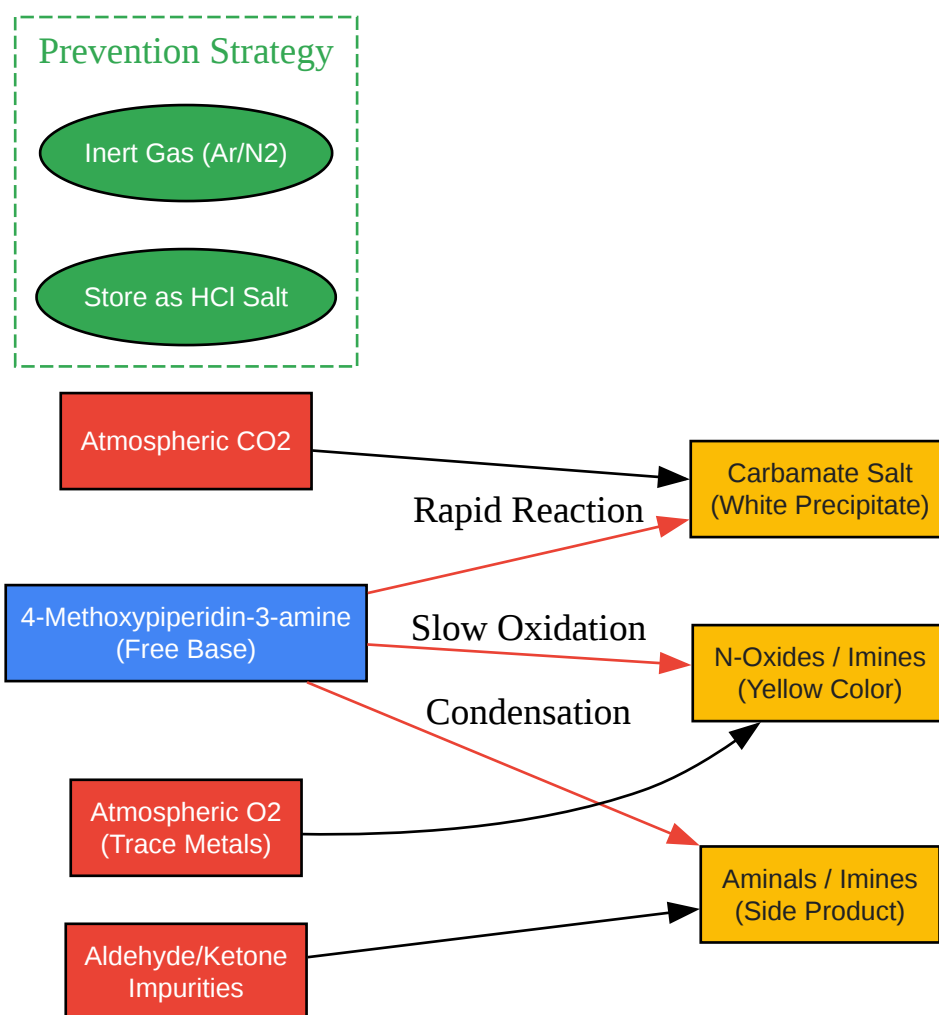 Prevention Strategy
Inert Gas (Ar/N2)
Store as HCl Salt
Atmospheric CO2
Carbamate Salt
(White Precipitate)
Rapid Reaction
4-Methoxypiperidin-3-amine
(Free Base)
Slow Oxidation
N-Oxides / Imines
(Yellow Color)
Condensation
Atmospheric O2
(Trace Metals)
Aminals / Imines
(Side Product)
Aldehyde/Ketone
Impurities